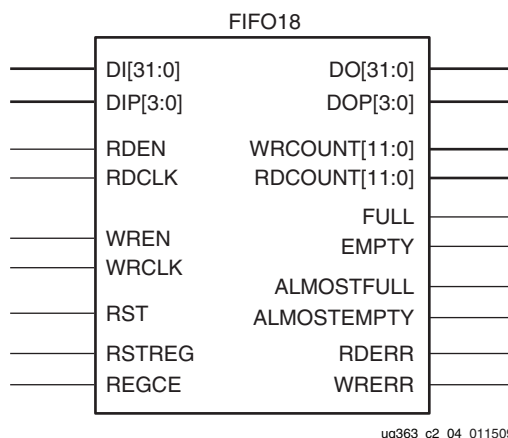 FIFO18
DI[31:0]
DIP[3:0]
RDEN
RDCLK
WREN
WRCLK
RST
RSTREG
REGCE
DO[31:0]
DOP[3:0]
WRCOUNT[11:0]
RDCOUNT[11:0]
FULL
EMPTY
ALMOSTFULL
ALMOSTEMPTY
RDERR
WRERR
ug363_c2_04_011509